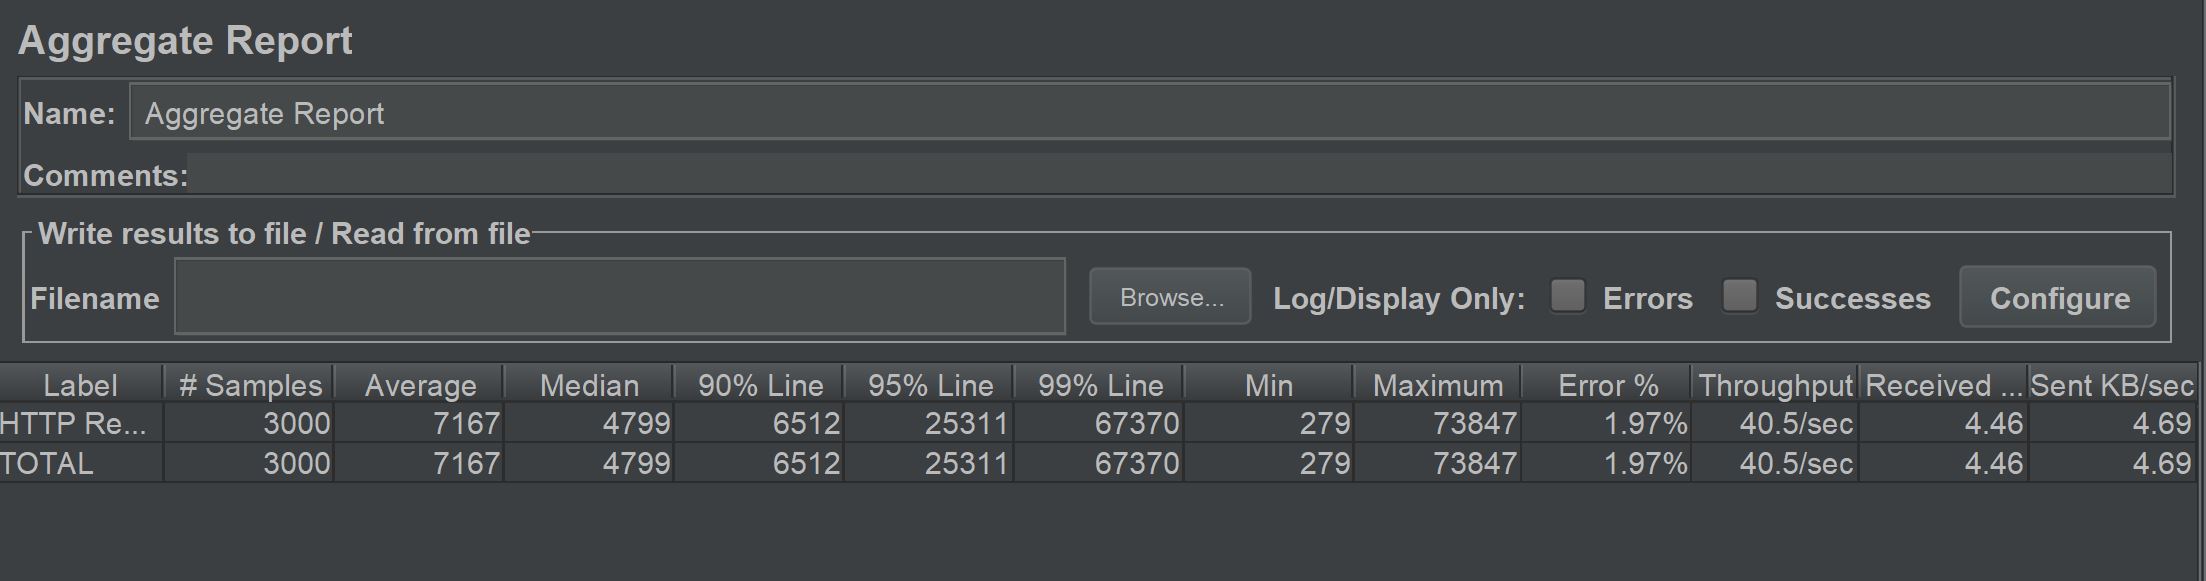 Aggregate Report
Name: Aggregate Report
Comments:
Write results to file / Read from file
Filename Browse... Log/Display Only: Errors Successes Configure
Label # Samples Average Median 90% Line 95% Line 99% Line Min Maximum Error % Throughput Received ... Sent KB/sec
HTTP Re... 3000 7167 4799 6512 25311 67370 279 73847 1.97% 40.5/sec 4.46 4.69
TOTAL 3000 7167 4799 6512 25311 67370 279 73847 1.97% 40.5/sec 4.46 4.69